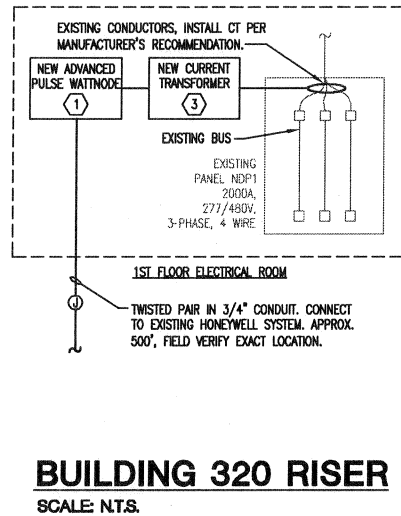 EXISTING CONDUCTORS, INSTALL CT PER
MANUFACTURER'S RECOMMENDATION.
NEW ADVANCED
PULSE WATTNODE
1
NEW CURRENT
TRANSFORMER
3
EXISTING BUS
EXISTING
PANEL NDP1
2000A,
277/480V,
3-PHASE, 4 WIRE
1ST FLOOR ELECTRICAL ROOM
J
TWISTED PAIR IN 3/4" CONDUIT. CONNECT
TO EXISTING HONEYWELL SYSTEM. APPROX.
500', FIELD VERIFY EXACT LOCATION.
BUILDING 320 RISER
SCALE: N.T.S.